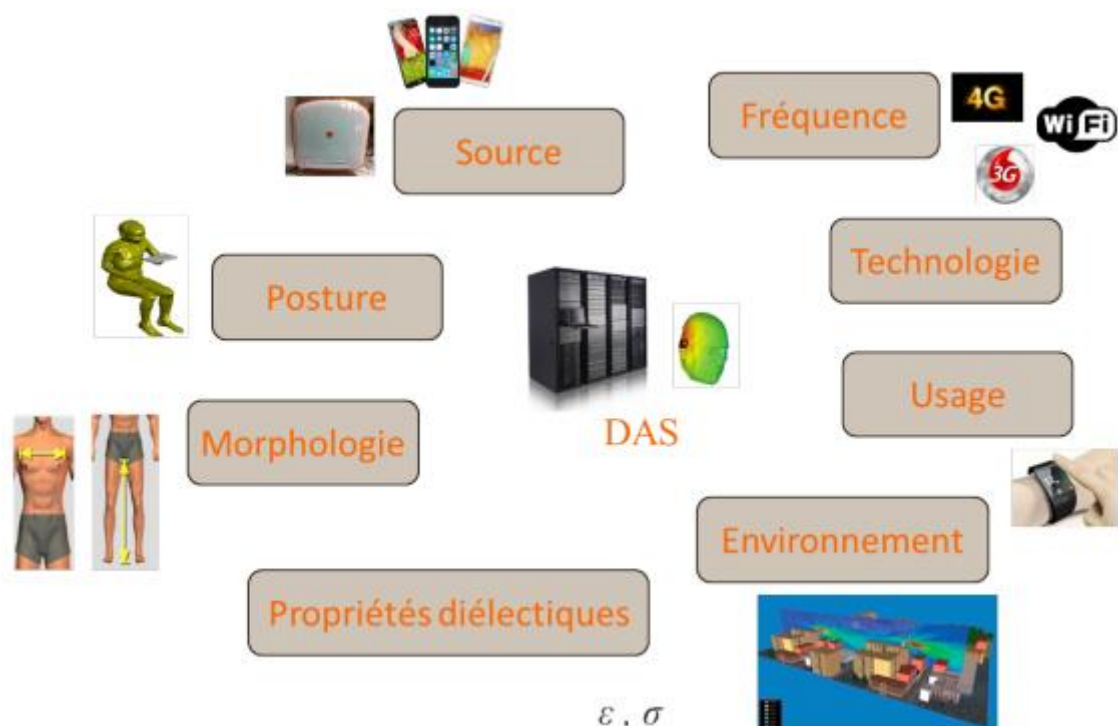 Source
Fréquence
4G
WiFi
3G
Posture
Technologie
Morphologie
DAS
Usage
Environnement
Propriétés diélectiques
ε , σ